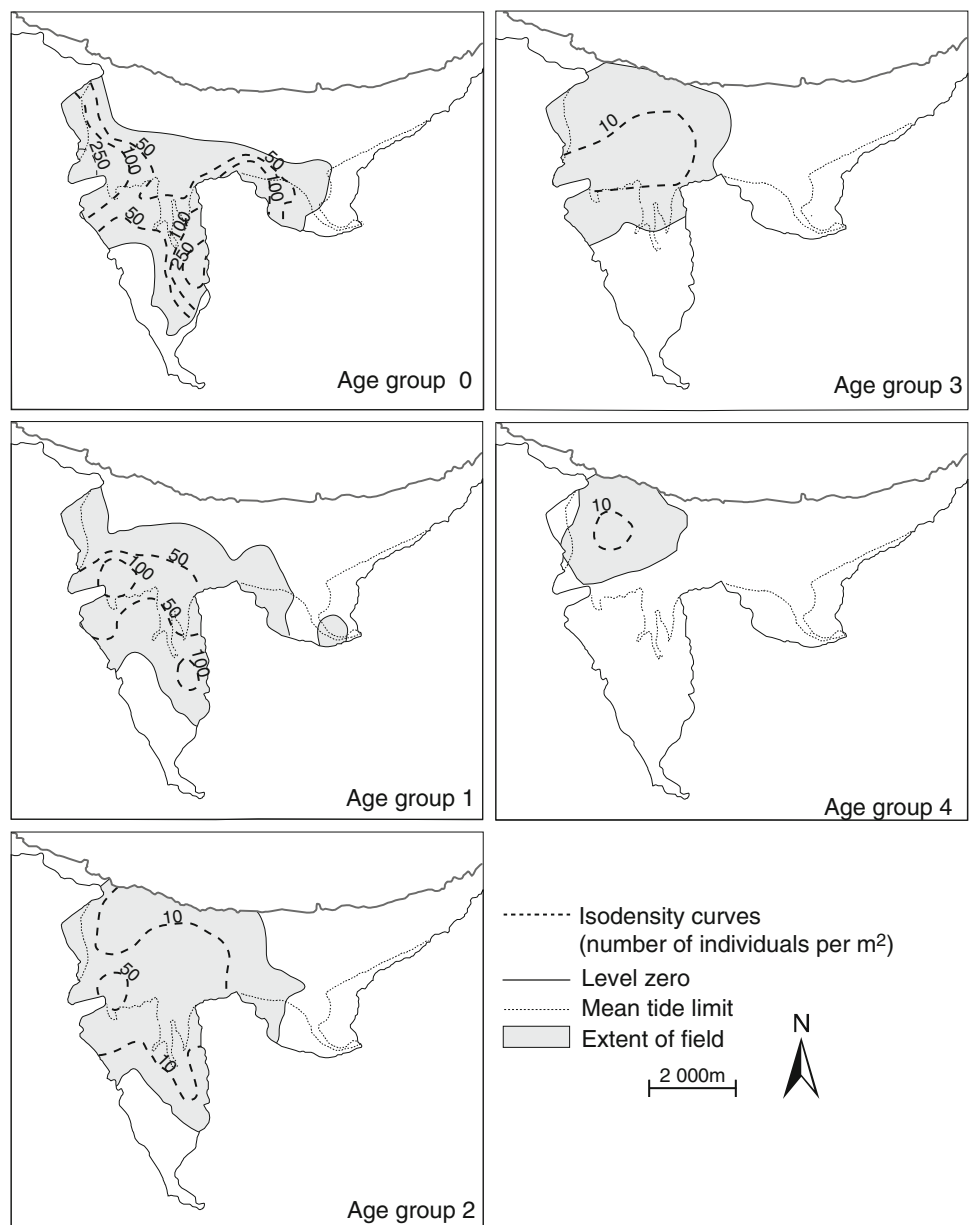 50
100
250
50
100
50
100
250
Age group 0
10
Age group 3
50
100
50
100
Age group 1
10
Age group 4
10
50
10
Age group 2
Isodensity curves
(number of individuals per m²)
Level zero
Mean tide limit
Extent of field
2 000m
N